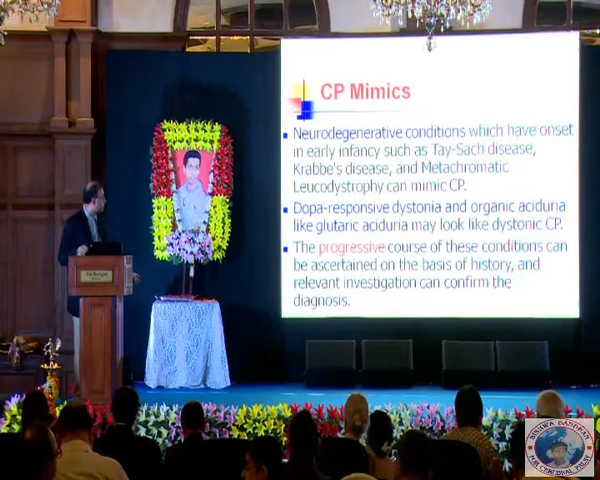 CP Mimics
Neurodegenerative conditions which have onset
in early infancy such as Tay-Sach disease,
Krabbe's disease, and Metachromatic
Leucodystrophy can mimic CP.
Dopa-responsive dystonia and organic aciduria
like glutaric aciduria may look like dystonic CP.
The progressive course of these conditions can
be ascertained on the basis of history, and
relevant investigation can confirm the
diagnosis.
FOR CEREBRAL PALSY